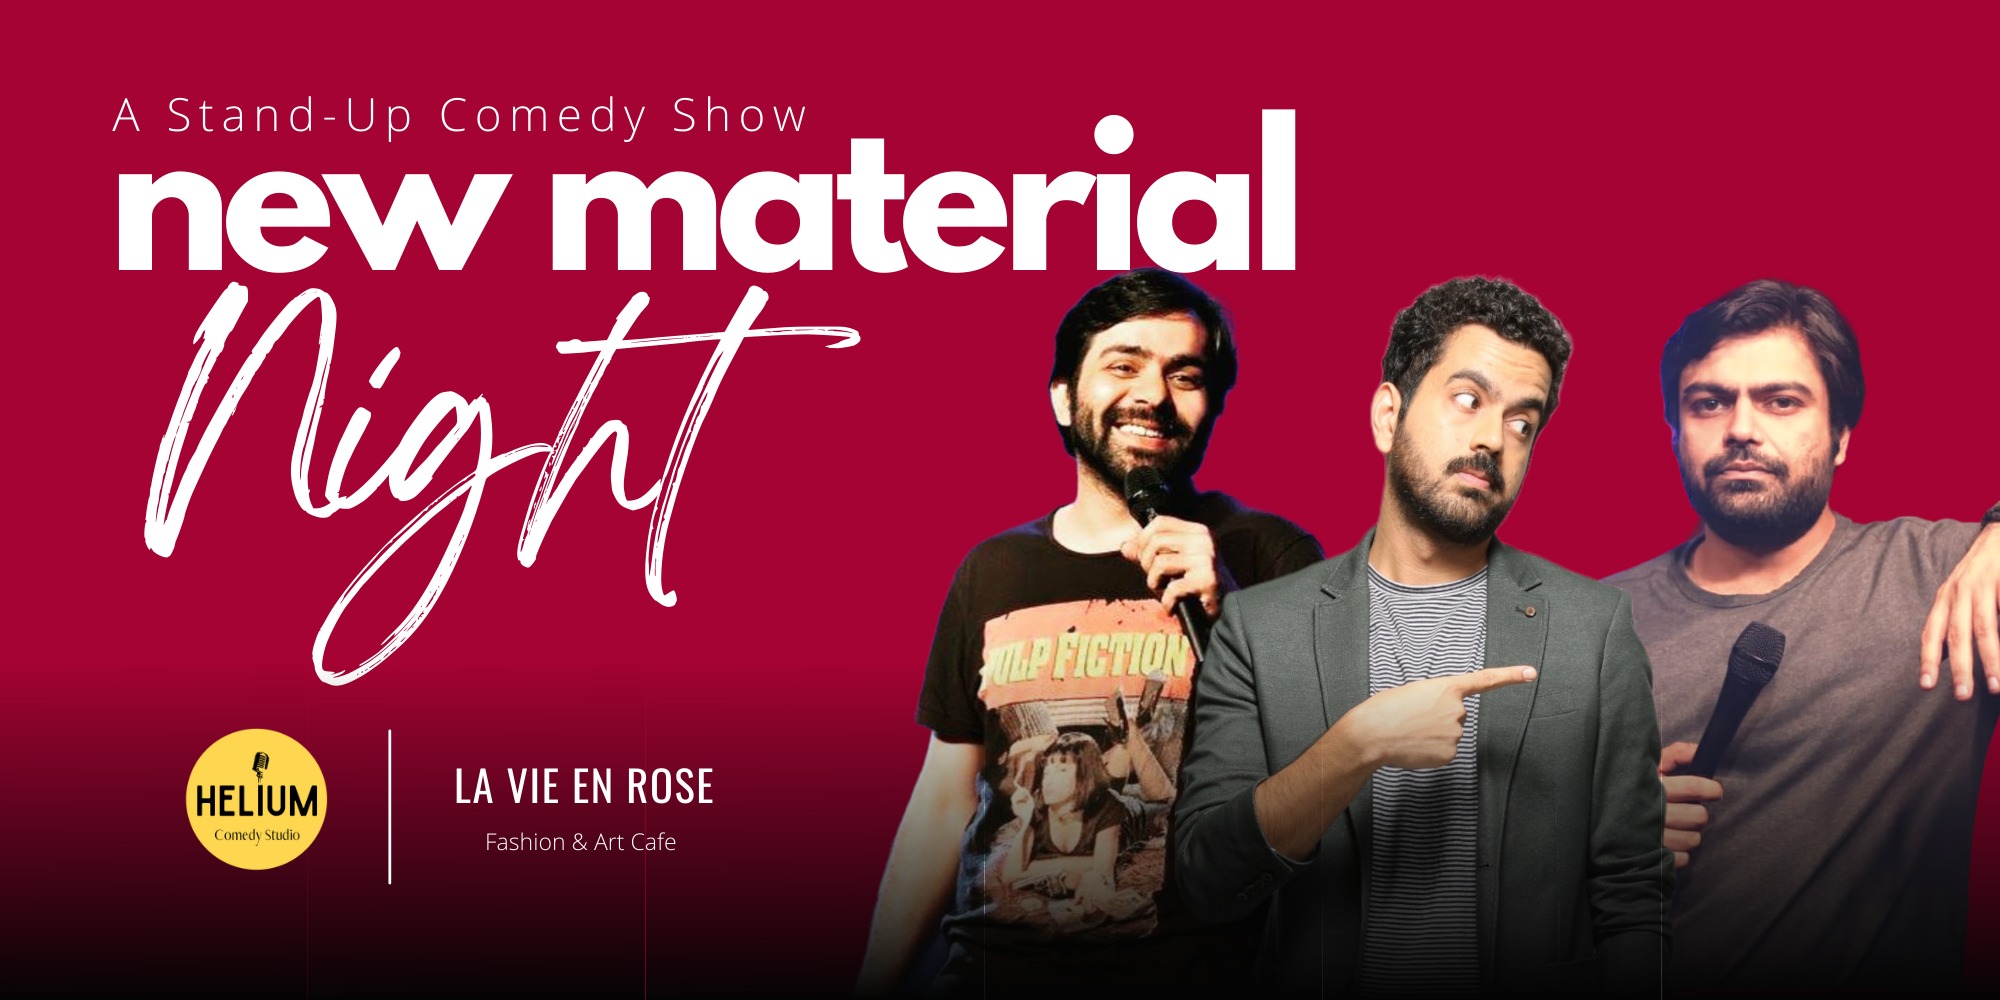 A Stand-Up Comedy Show
new material
Night
HELIUM
Comedy Studio
LA VIE EN ROSE
Fashion & Art Cafe
PULP FICTION